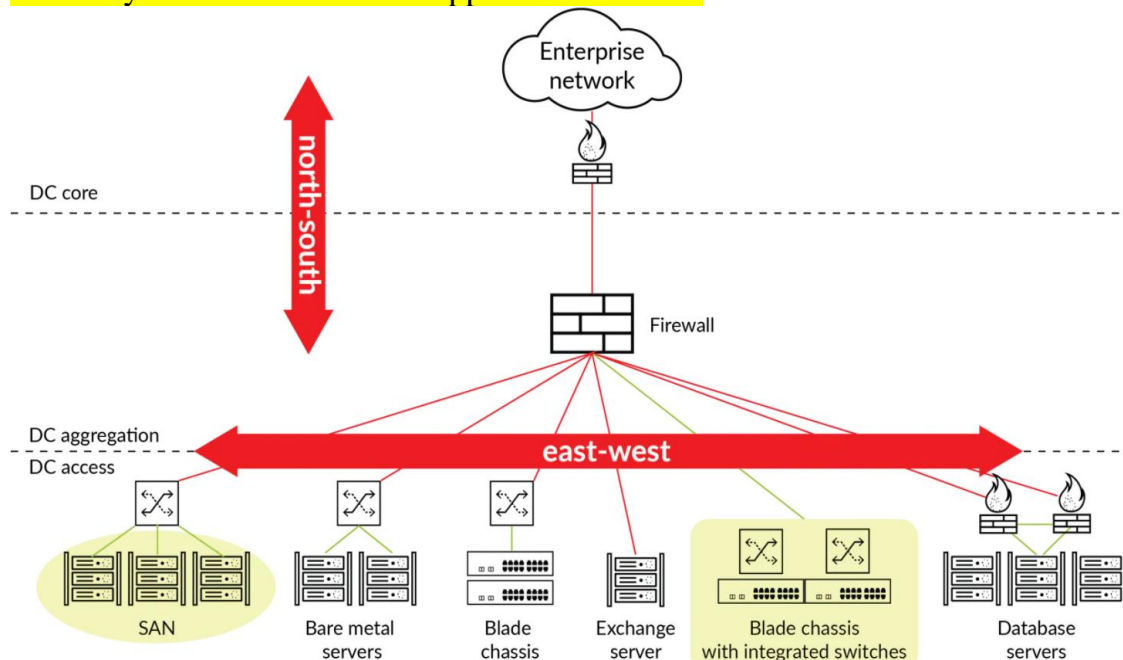 Enterprise
network
north-south
DC core
Firewall
DC aggregation
east-west
DC access
SAN
Bare metal
servers
Blade
chassis
Exchange
server
Blade chassis
with integrated switches
Database
servers